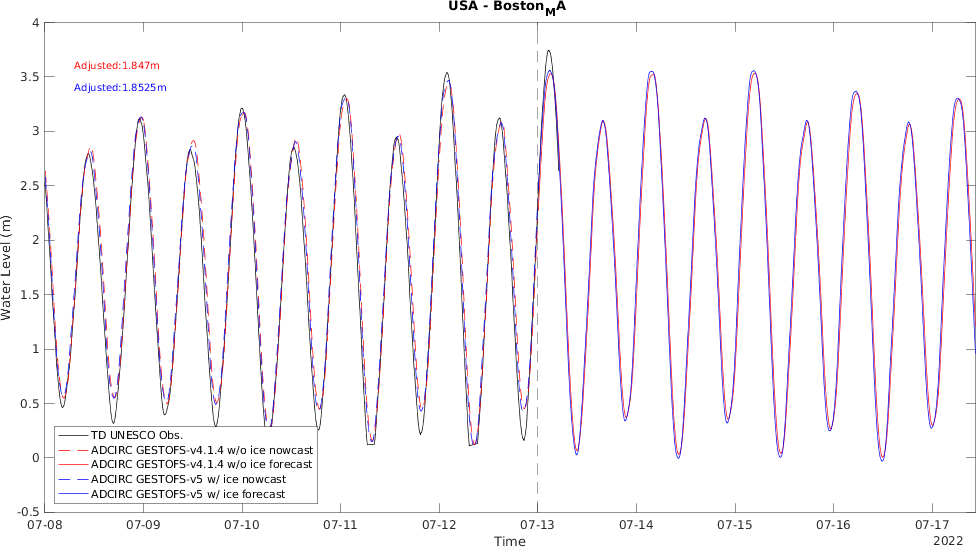 USA - Boston_MA
Adjusted:1.847m
Adjusted:1.8525m
Water Level (m)
4
3.5
3
2.5
2
1.5
1
0.5
0
-0.5
TD UNESCO Obs.
ADCIRC GESTOFS-v4.1.4 w/o ice nowcast
ADCIRC GESTOFS-v4.1.4 w/o ice forecast
ADCIRC GESTOFS-v5 w/ ice nowcast
ADCIRC GESTOFS-v5 w/ ice forecast
07-08 07-09 07-10 07-11 07-12 07-13 07-14 07-15 07-16 07-17
Time
2022